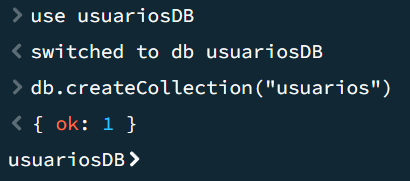 > use usuariosDB
< switched to db usuariosDB
> db.createCollection("usuarios")
< { ok: 1 }
usuariosDB>